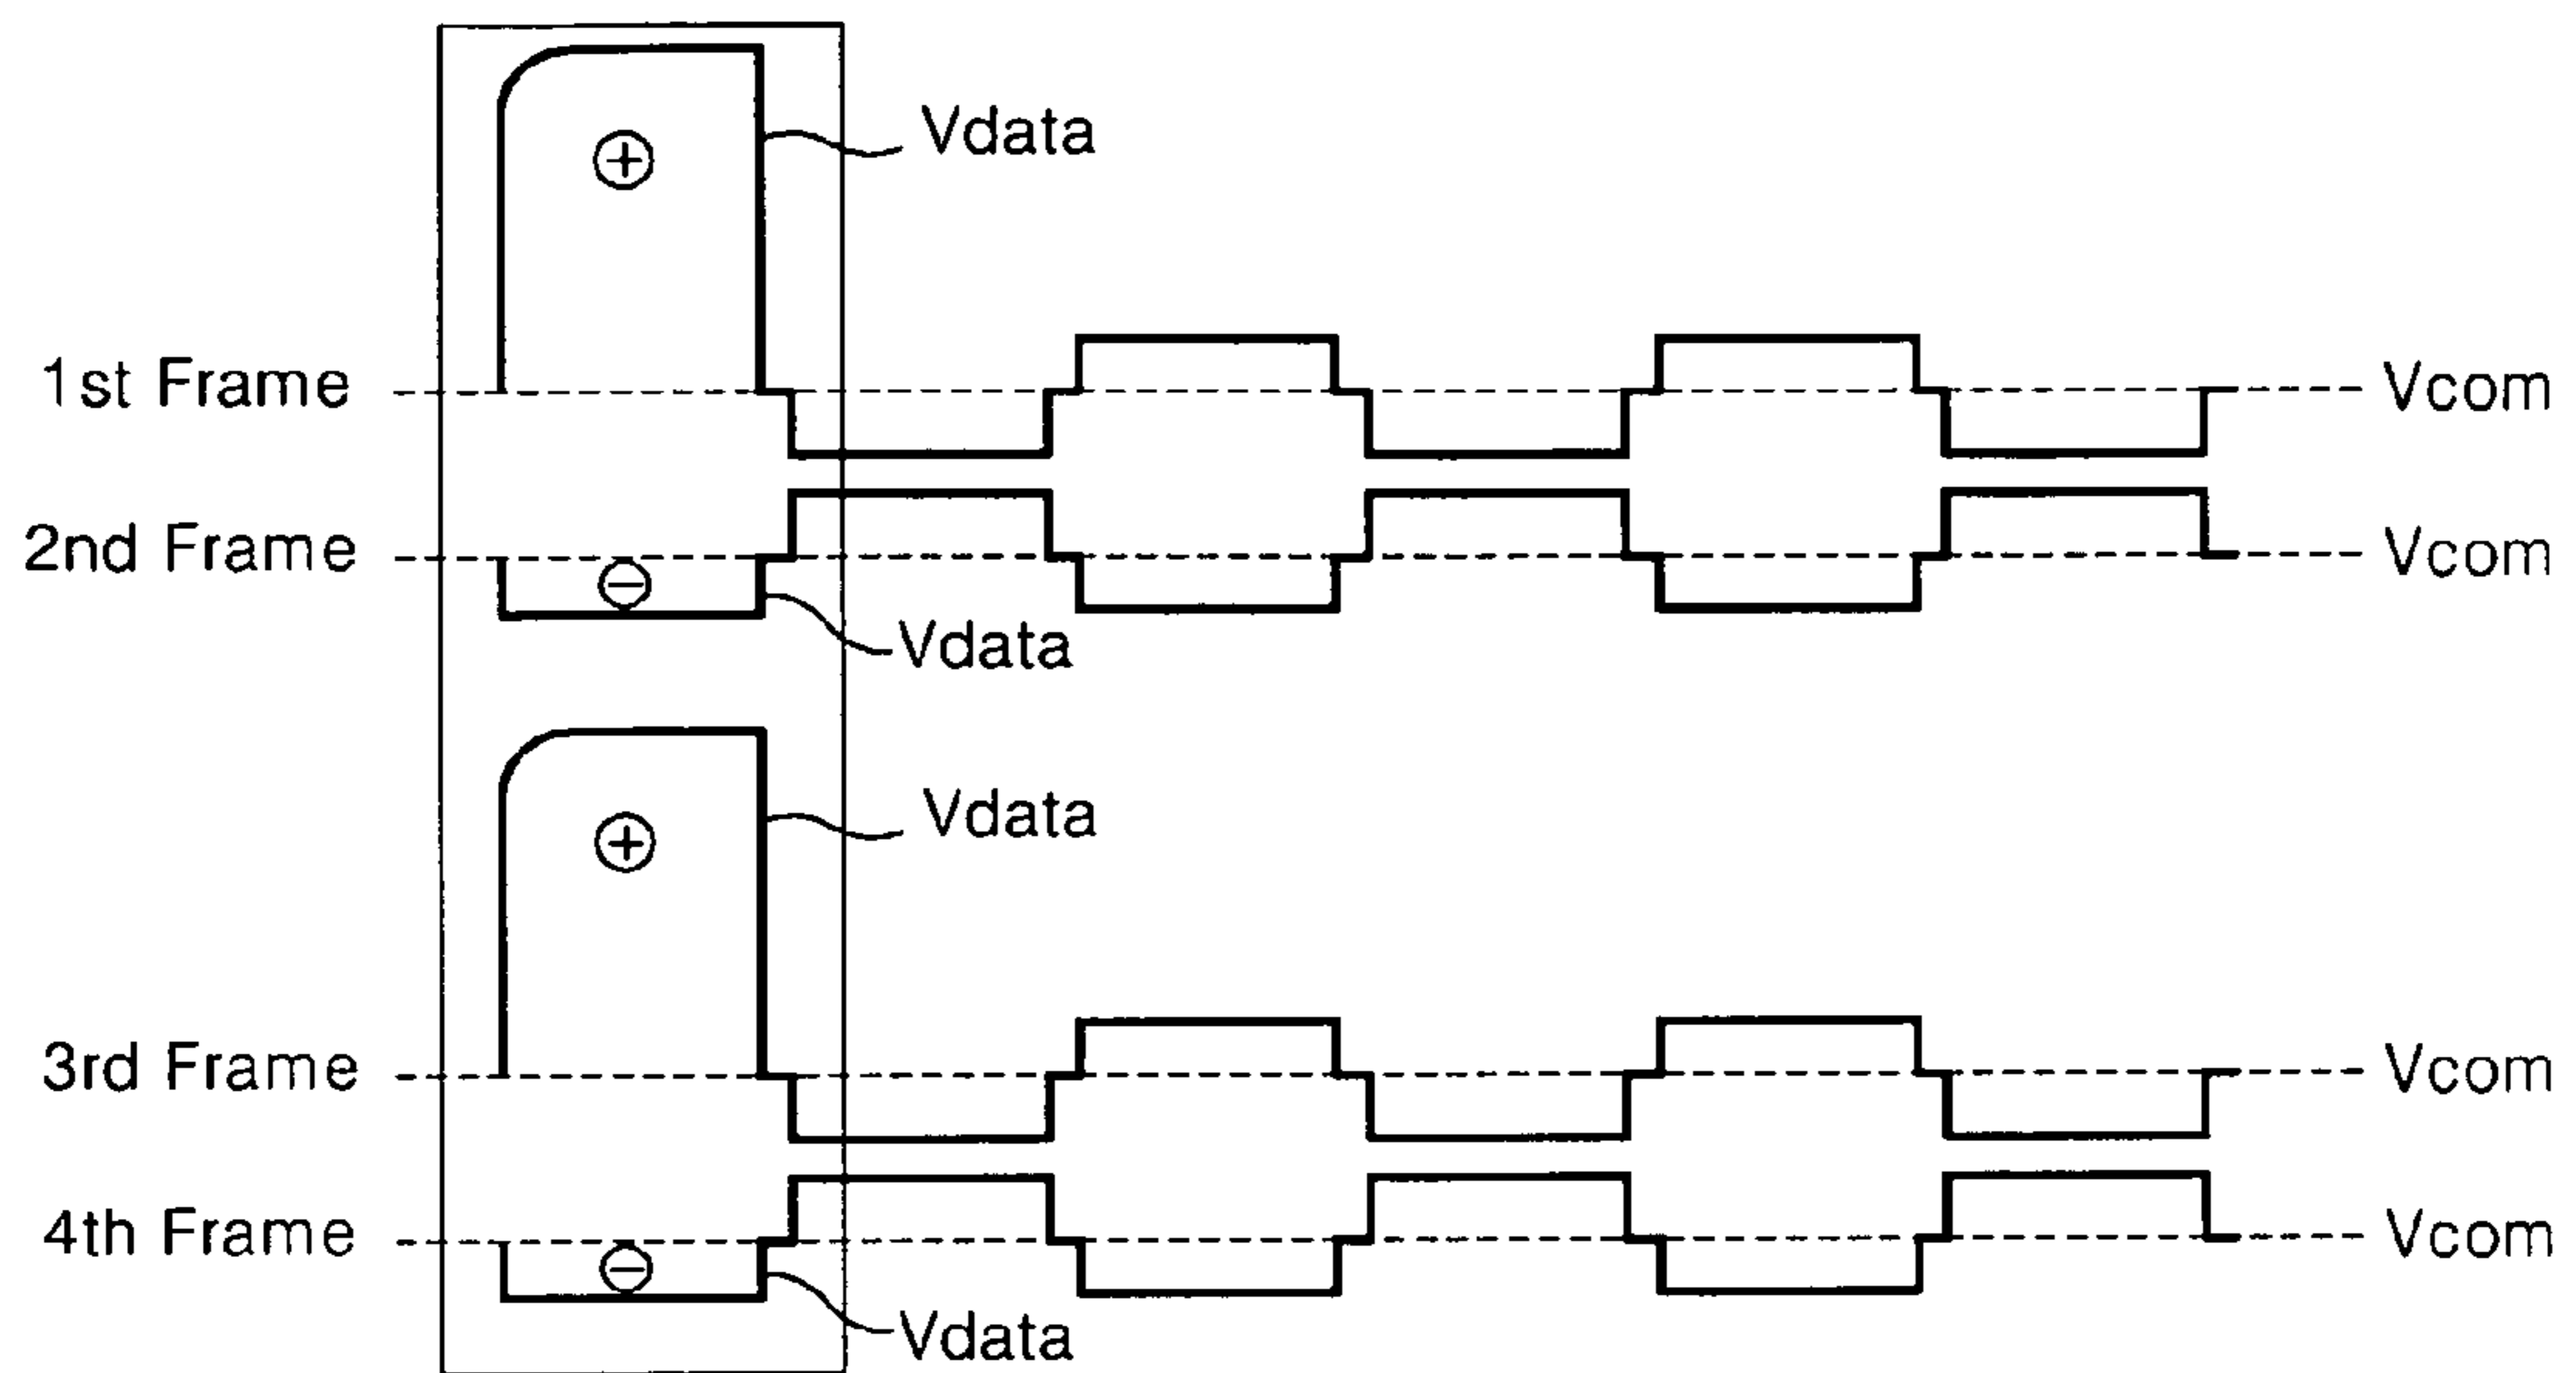 Vdata
⊕
1st Frame
Vcom
2nd Frame
⊖
Vcom
Vdata
Vdata
⊕
3rd Frame
Vcom
4th Frame
⊖
Vcom
Vdata